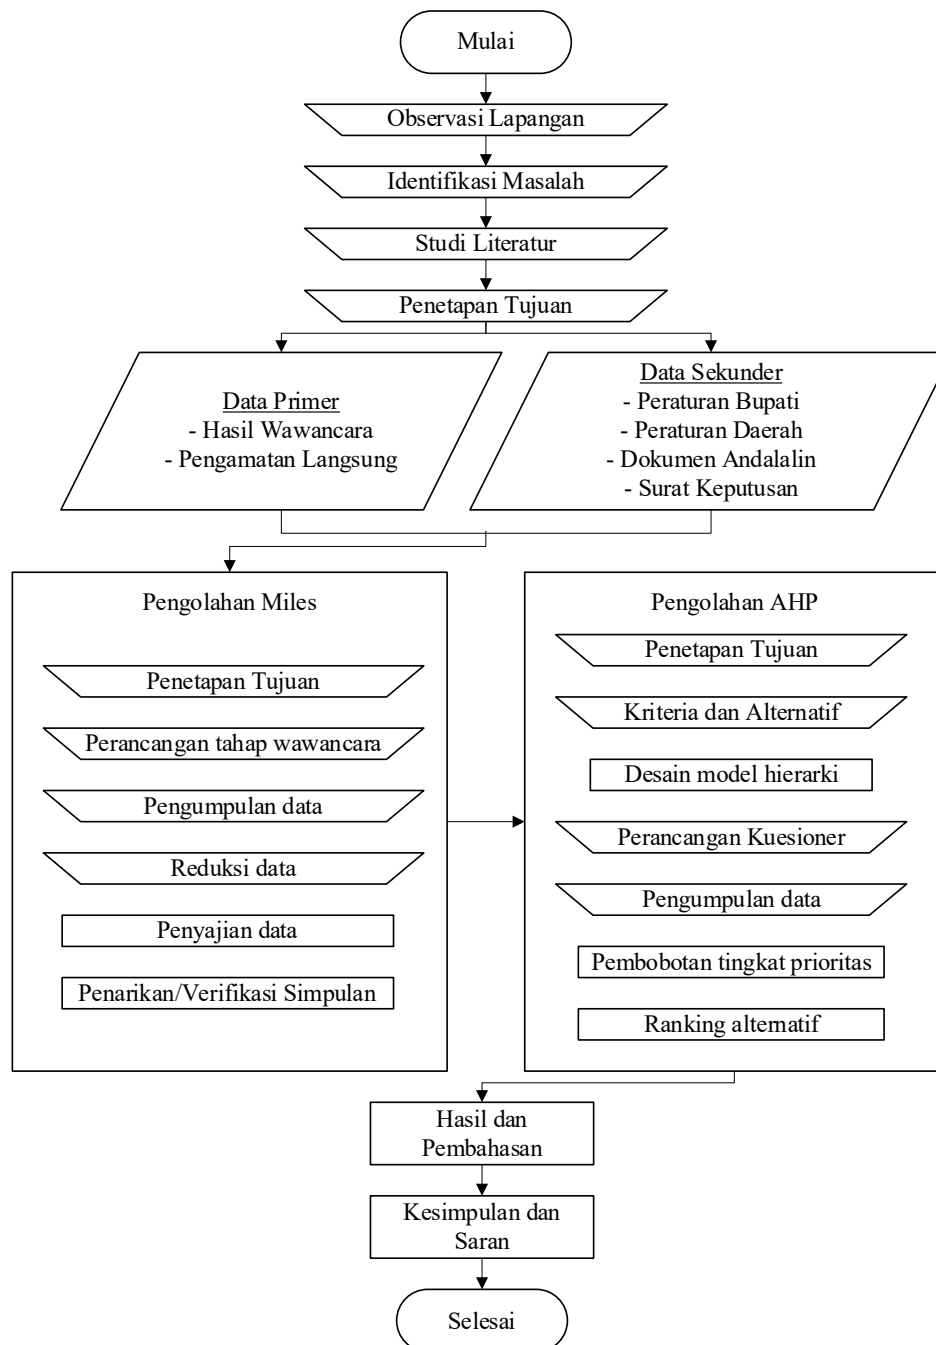 Mulai
Observasi Lapangan
Identifikasi Masalah
Studi Literatur
Penetapan Tujuan
Data Primer
- Hasil Wawancara
- Pengamatan Langsung
Data Sekunder
- Peraturan Bupati
- Peraturan Daerah
- Dokumen Andalalin
- Surat Keputusan
Pengolahan Miles
Penetapan Tujuan
Perancangan tahap wawancara
Pengumpulan data
Reduksi data
Penyajian data
Penarikan/Verifikasi Simpulan
Pengolahan AHP
Penetapan Tujuan
Kriteria dan Alternatif
Desain model hierarki
Perancangan Kuesioner
Pengumpulan data
Pembobotan tingkat prioritas
Ranking alternatif
Hasil dan
Pembahasan
Kesimpulan dan
Saran
Selesai